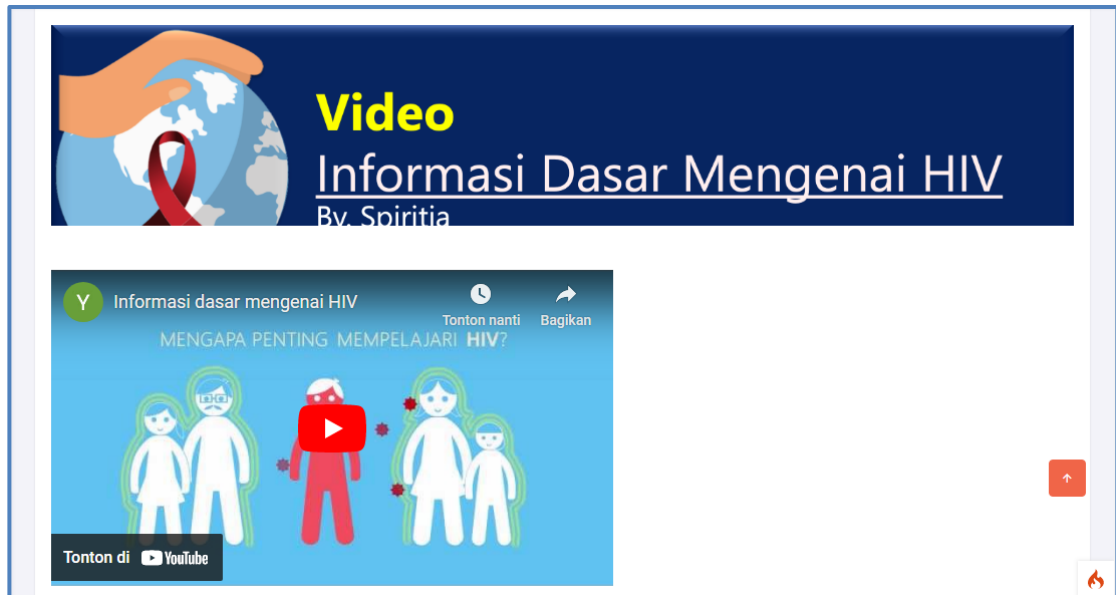 Video
Informasi Dasar Mengenai HIV
By. Spiritia
Y Informasi dasar mengenai HIV
Tonton nanti Bagikan
MENGAPA PENTING MEMPELAJARI HIV?
Tonton di YouTube